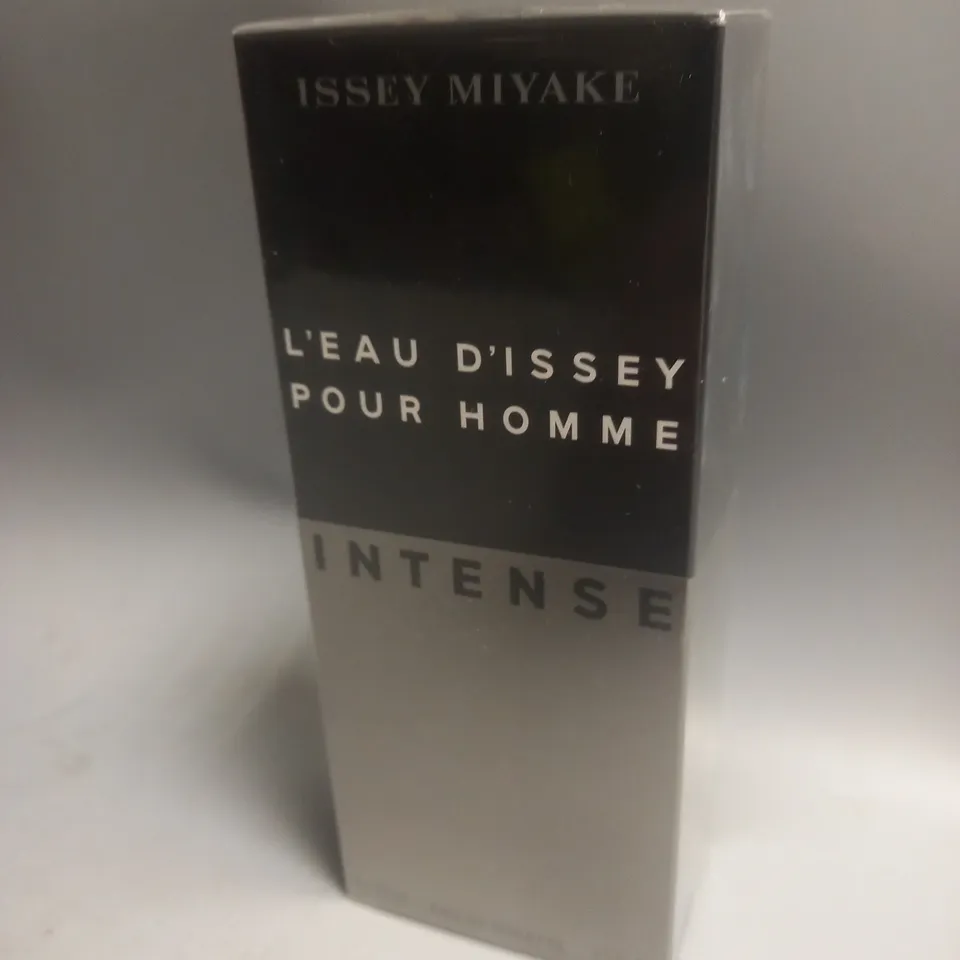 ISSEY MIYAKE
L'EAU D'ISSEY
POUR HOMME
INTENSE